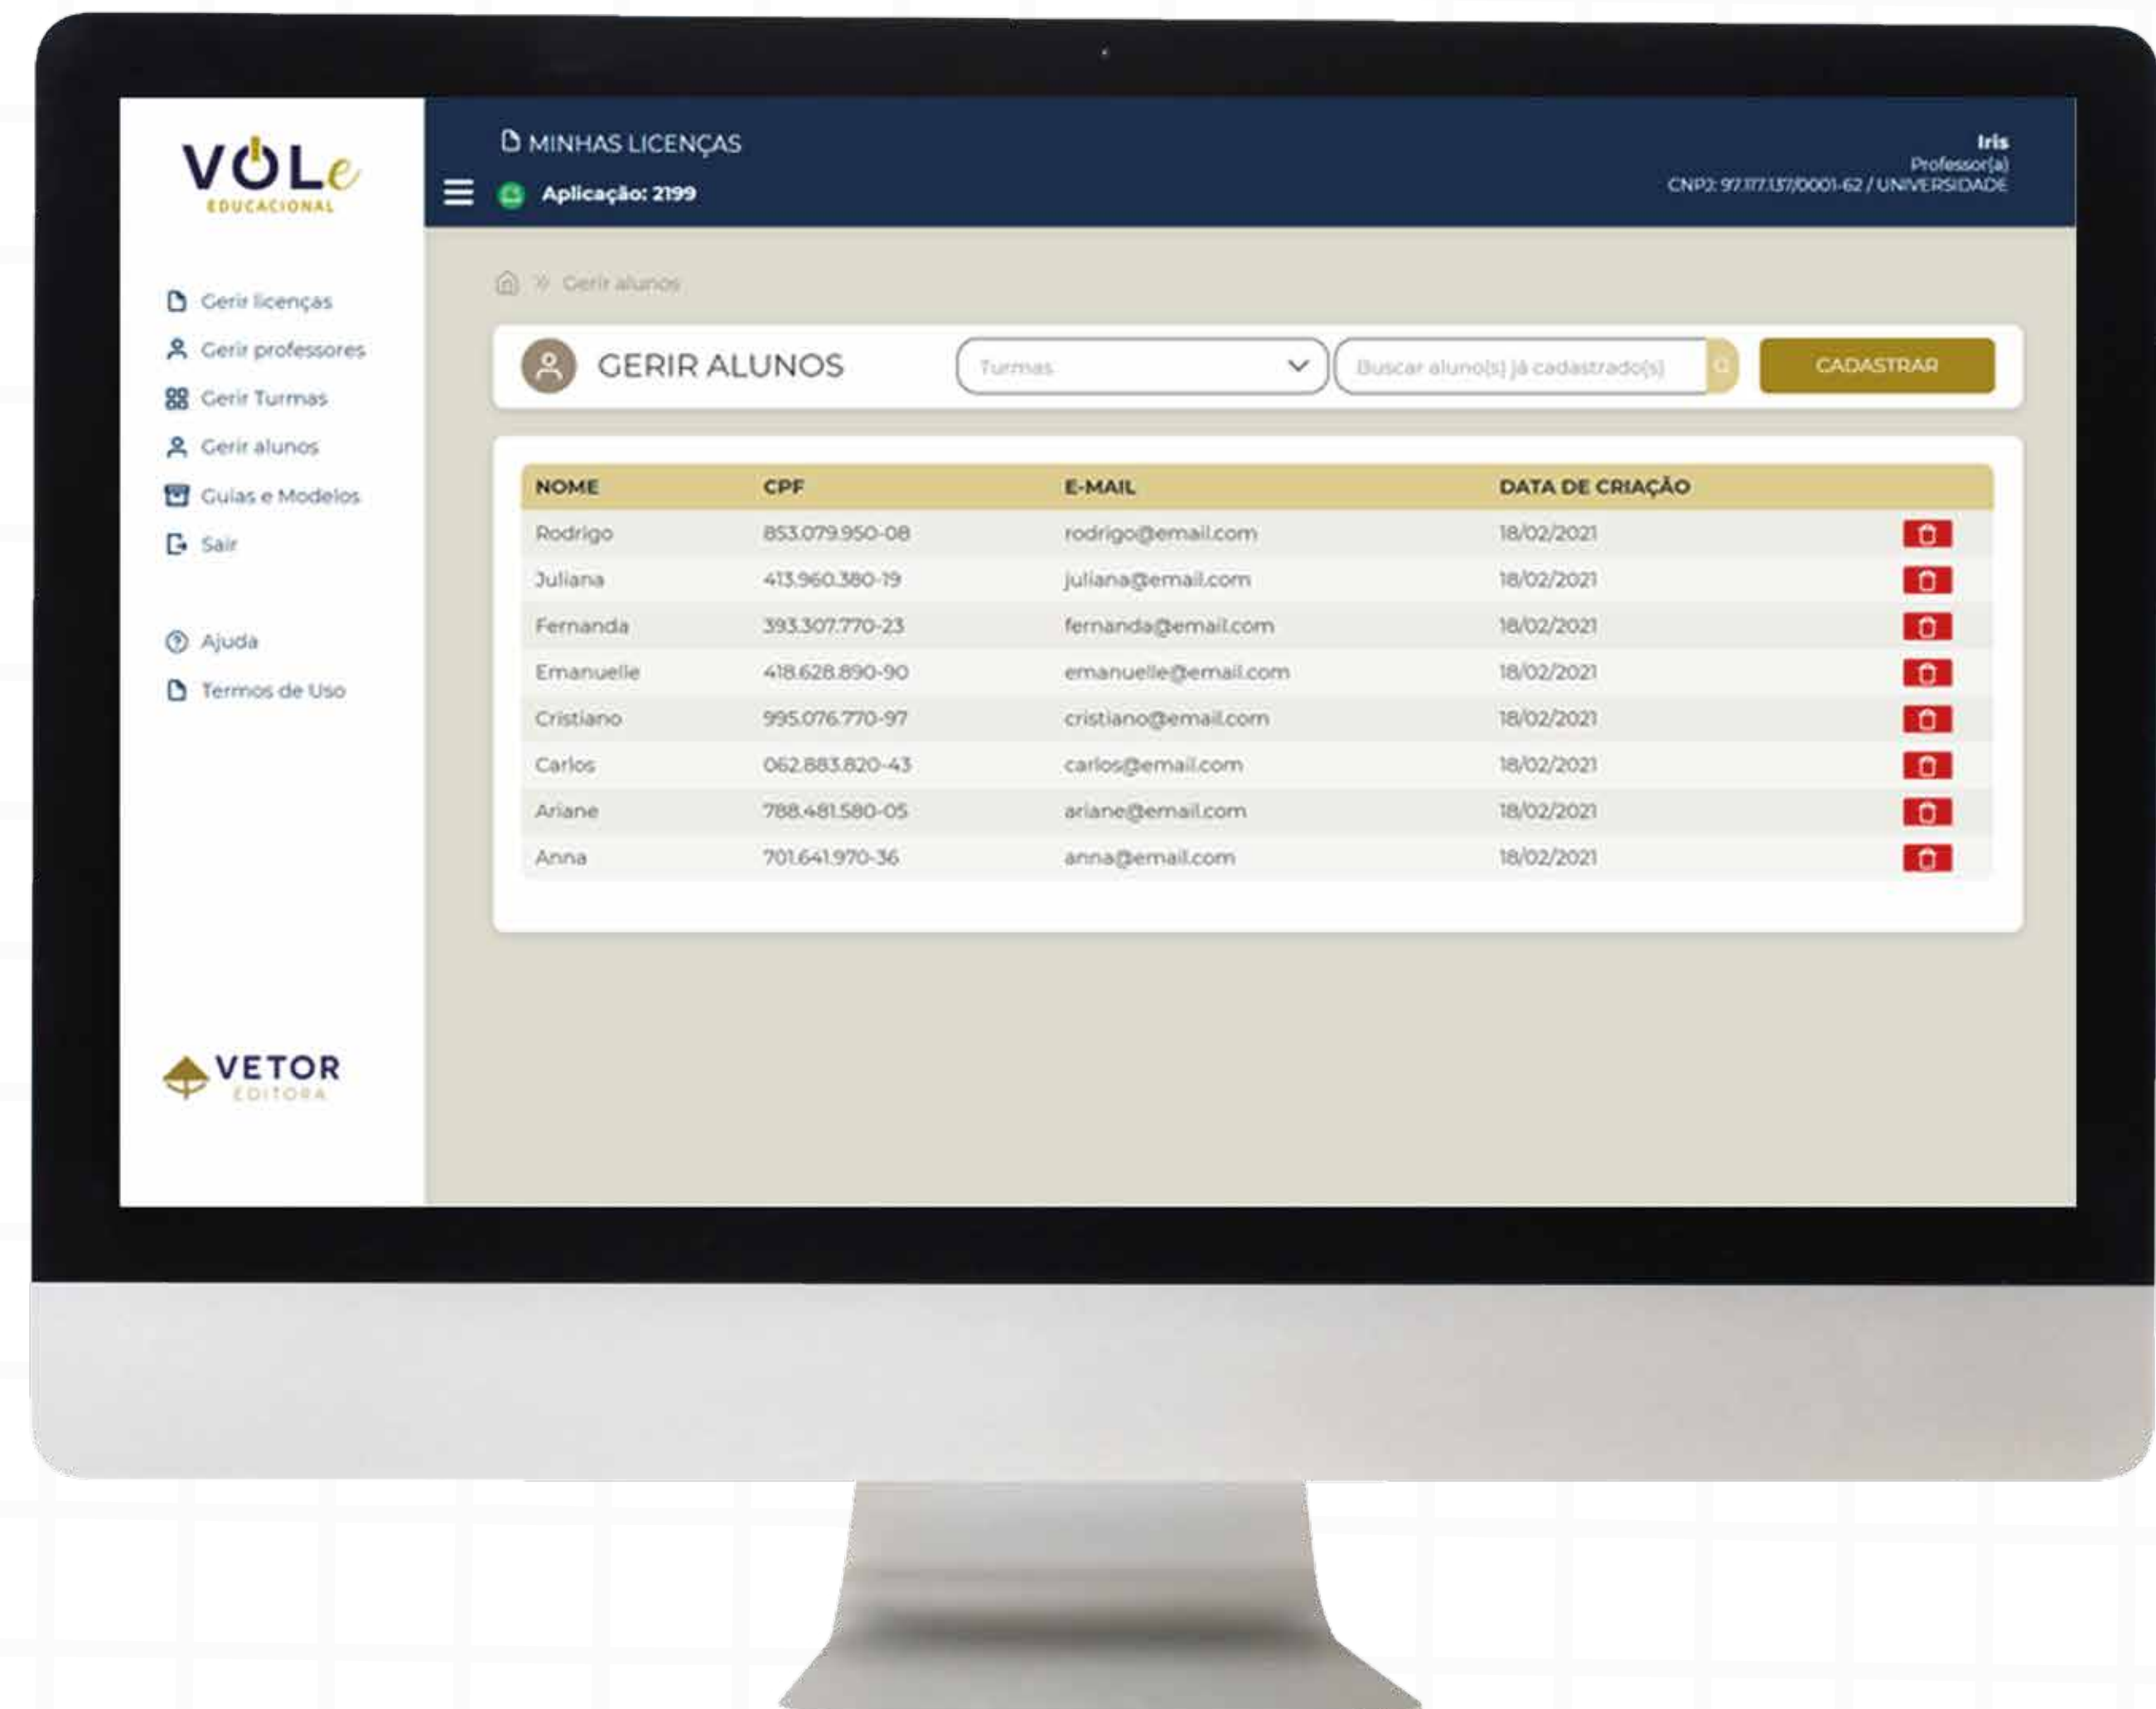 VOLe
EDUCACIONAL
Gerir licenças
Gerir professores
Gerir Turmas
Gerir alunos
Guias e Modelos
Sair
Ajuda
Termos de Uso
VETOR
EDITORA
MINHAS LICENÇAS
Aplicação: 2199
Iris
Professor(a)
CNPJ: 97.117.137/0001-62 / UNIVERSIDADE
Gerir alunos
GERIR ALUNOS
Turmas
Buscar aluno(s) já cadastrado(s)
CADASTRAR
NOME CPF E-MAIL DATA DE CRIAÇÃO
Rodrigo 853.079.950-08 rodrigo@email.com 18/02/2021
Juliana 413.960.380-19 juliana@email.com 18/02/2021
Fernanda 393.307.770-23 fernanda@email.com 18/02/2021
Emanuelle 418.628.890-90 emanuelle@email.com 18/02/2021
Cristiano 995.076.770-97 cristiano@email.com 18/02/2021
Carlos 062.883.820-43 carlos@email.com 18/02/2021
Ariane 788.481.580-05 ariane@email.com 18/02/2021
Anna 701.641.970-36 anna@email.com 18/02/2021